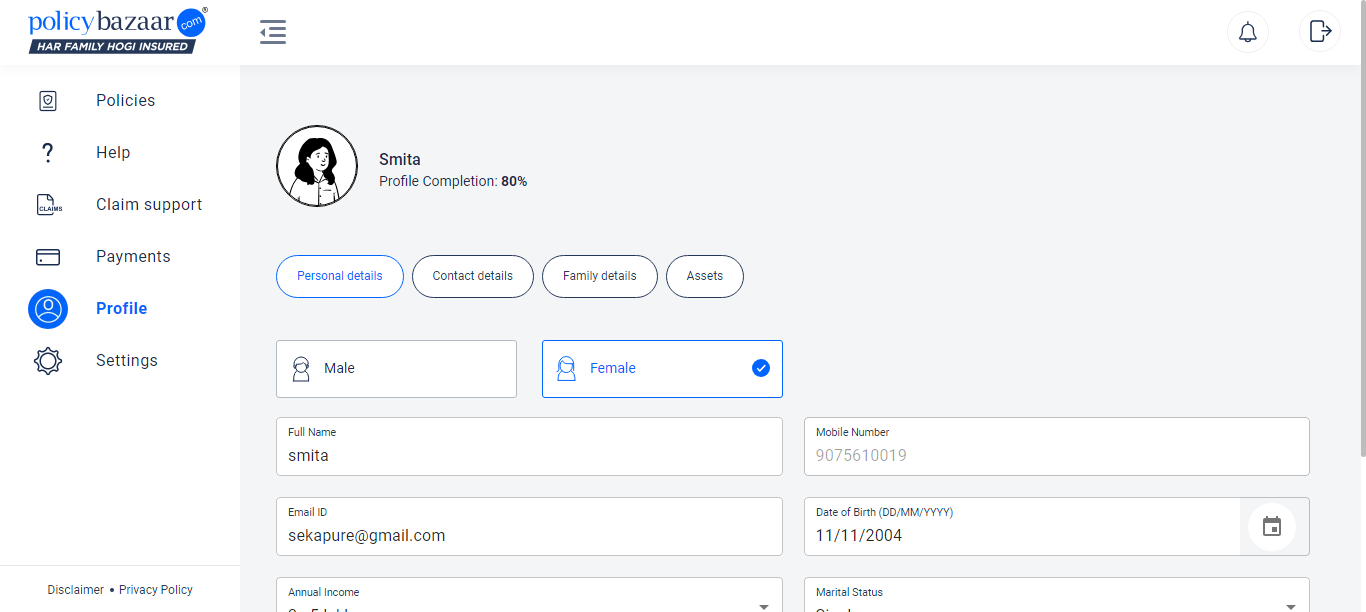 policybazaar.com®
HAR FAMILY HOGI INSURED
Policies
Help
CLAIMS
Claim support
Payments
Profile
Settings
Disclaimer • Privacy Policy
Smita
Profile Completion: 80%
Personal details
Contact details
Family details
Assets
Male
Female
Full Name
smita
Mobile Number
9075610019
Email ID
sekapure@gmail.com
Date of Birth (DD/MM/YYYY)
11/11/2004
Annual Income
Marital Status